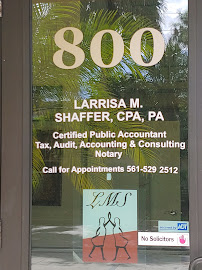 800
LARRISA M.
SHAFFER, CPA, PA
Certified Public Accountant
Tax, Audit, Accounting & Consulting
Notary
Call for Appointments 561-529 2512
LMS
ADT
No Solicitors